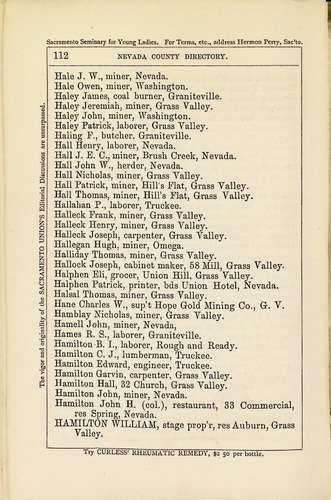 Sacramento Seminary for Young Ladies. For Terms, etc., address Hermon Perry, Sac'to.
112 NEVADA COUNTY DIRECTORY.
Hale J. W., miner, Nevada.
Hale Owen, miner, Washington.
Haley James, coal burner, Graniteville.
Haley Jeremiah, miner, Grass Valley.
Haley John, miner, Washington.
Haley Patrick, laborer, Grass Valley.
Haling F., butcher. Graniteville.
Hall Henry, laborer, Nevada.
Hall J. E. C., miner, Brush Creek, Nevada.
Hall John W., herder, Nevada.
Hall Nicholas, miner, Grass Valley.
Hall Patrick, miner, Hill's Flat, Grass Valley.
Hall Thomas, miner, Hill's Flat, Grass Valley.
Hallahan P., laborer, Truckee.
Halleck Frank, miner, Grass Valley.
Halleck Henry, miner, Grass Valley.
Halleck Joseph, carpenter, Grass Valley.
Hallegan Hugh, miner, Omega.
Halliday Thomas, miner, Grass Valley.
Hallock Joseph, cabinet maker, 58 Mill, Grass Valley.
Halphen Eli, grocer, Union Hill, Grass Valley.
Halphen Patrick, printer, bds Union Hotel, Nevada.
Halsal Thomas, miner, Grass Valley.
Hane Charles W., sup't Hope Gold Mining Co., G. V.
Hamblay Nicholas, miner, Grass Valley.
Hamell John, miner, Nevada,
Hames R. S., laborer, Graniteville.
Hamilton B. I., laborer, Rough and Ready.
Hamilton C. J., lumberman, Truckee.
Hamilton Edward, engineer, Truckee.
Hamilton Garvin, carpenter, Grass Valley.
Hamilton Hall, 32 Church, Grass Valley.
Hamilton John, miner, Nevada.
Hamilton John H. (col.), restaurant, 33 Commercial,
res Spring, Nevada.
HAMILTON WILLIAM, stage prop'r, res Auburn, Grass
Valley.
Try CURLESS' RHEUMATIC REMEDY, $2 50 per bottle.
The vigor and originality of the SACRAMENTO UNION'S Editorial Discussions are unsurpassed.